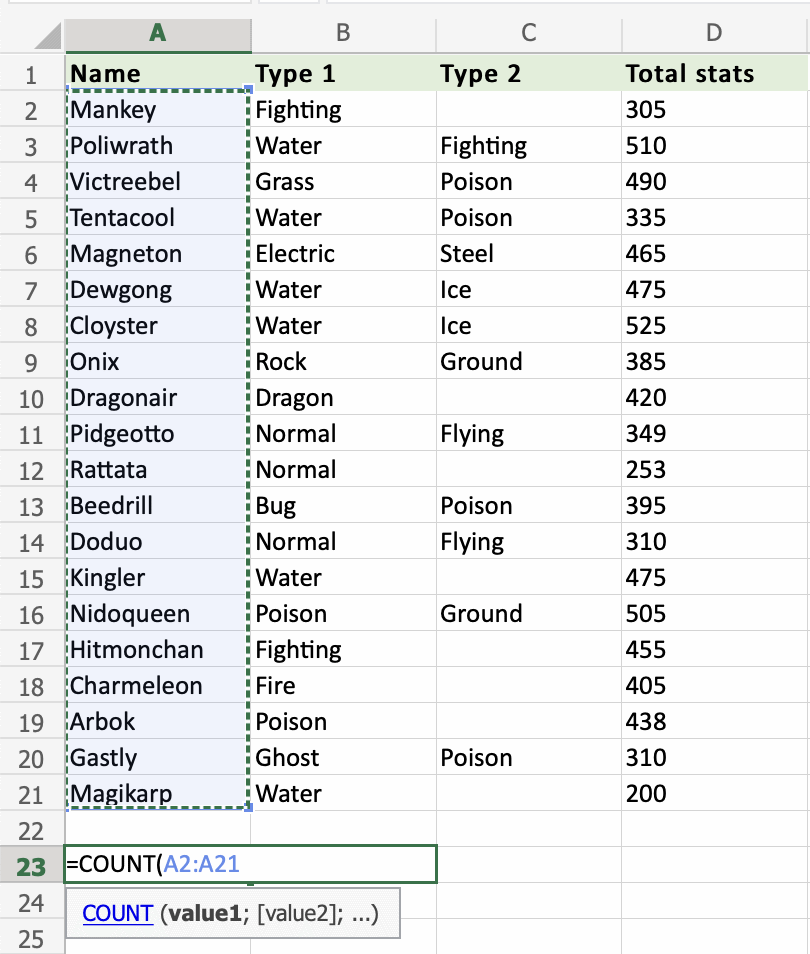 A B C D
1 Name Type 1 Type 2 Total stats
2 Mankey Fighting 305
3 Poliwrath Water Fighting 510
4 Victreebel Grass Poison 490
5 Tentacool Water Poison 335
6 Magneton Electric Steel 465
7 Dewgong Water Ice 475
8 Cloyster Water Ice 525
9 Onix Rock Ground 385
10 Dragonair Dragon 420
11 Pidgeotto Normal Flying 349
12 Rattata Normal 253
13 Beedrill Bug Poison 395
14 Doduo Normal Flying 310
15 Kingler Water 475
16 Nidoqueen Poison Ground 505
17 Hitmonchan Fighting 455
18 Charmeleon Fire 405
19 Arbok Poison 438
20 Gastly Ghost Poison 310
21 Magikarp Water 200
22
23 =COUNT(A2:A21
24 COUNT (value1; [value2]; ...)
25